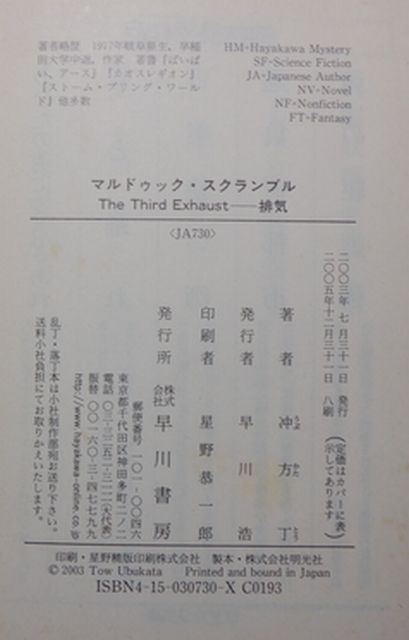 著者略歴 1977年岐阜県生、早稲
田大学中退、作家 著書『ばいば
い、アース』『カオスレギオン』
『ストーム・ブリング・ワール
ド』他多数
HM=Hayakawa Mystery
SF=Science Fiction
JA=Japanese Author
NV=Novel
NF=Nonfiction
FT=Fantasy
マルドゥック・スクランブル
The Third Exhaust——排気
〈JA730〉
二〇〇三年 七月三十一日 発行
二〇〇五年十二月三十一日 八刷
(定価はカバーに表
示してあります)
著者 冲方丁
うぶ かた とう
発行者 早川浩
印刷者 星野恭一郎
発行所 株式会社 早川書房
郵便番号 一〇一-〇〇四六
東京都千代田区神田多町二ノ二
電話 〇三-三二五二-三一一一(大代表)
振替 〇〇一六〇-三-四七七九九
http://www.hayakawa-online.co.jp
乱丁・落丁本は小社制作部宛お送り下さい。
送料小社負担にてお取りかえいたします。
印刷・星野精版印刷株式会社 製本・株式会社明光社
© 2003 Tow Ubukata Printed and bound in Japan
ISBN4-15-030730-X C0193